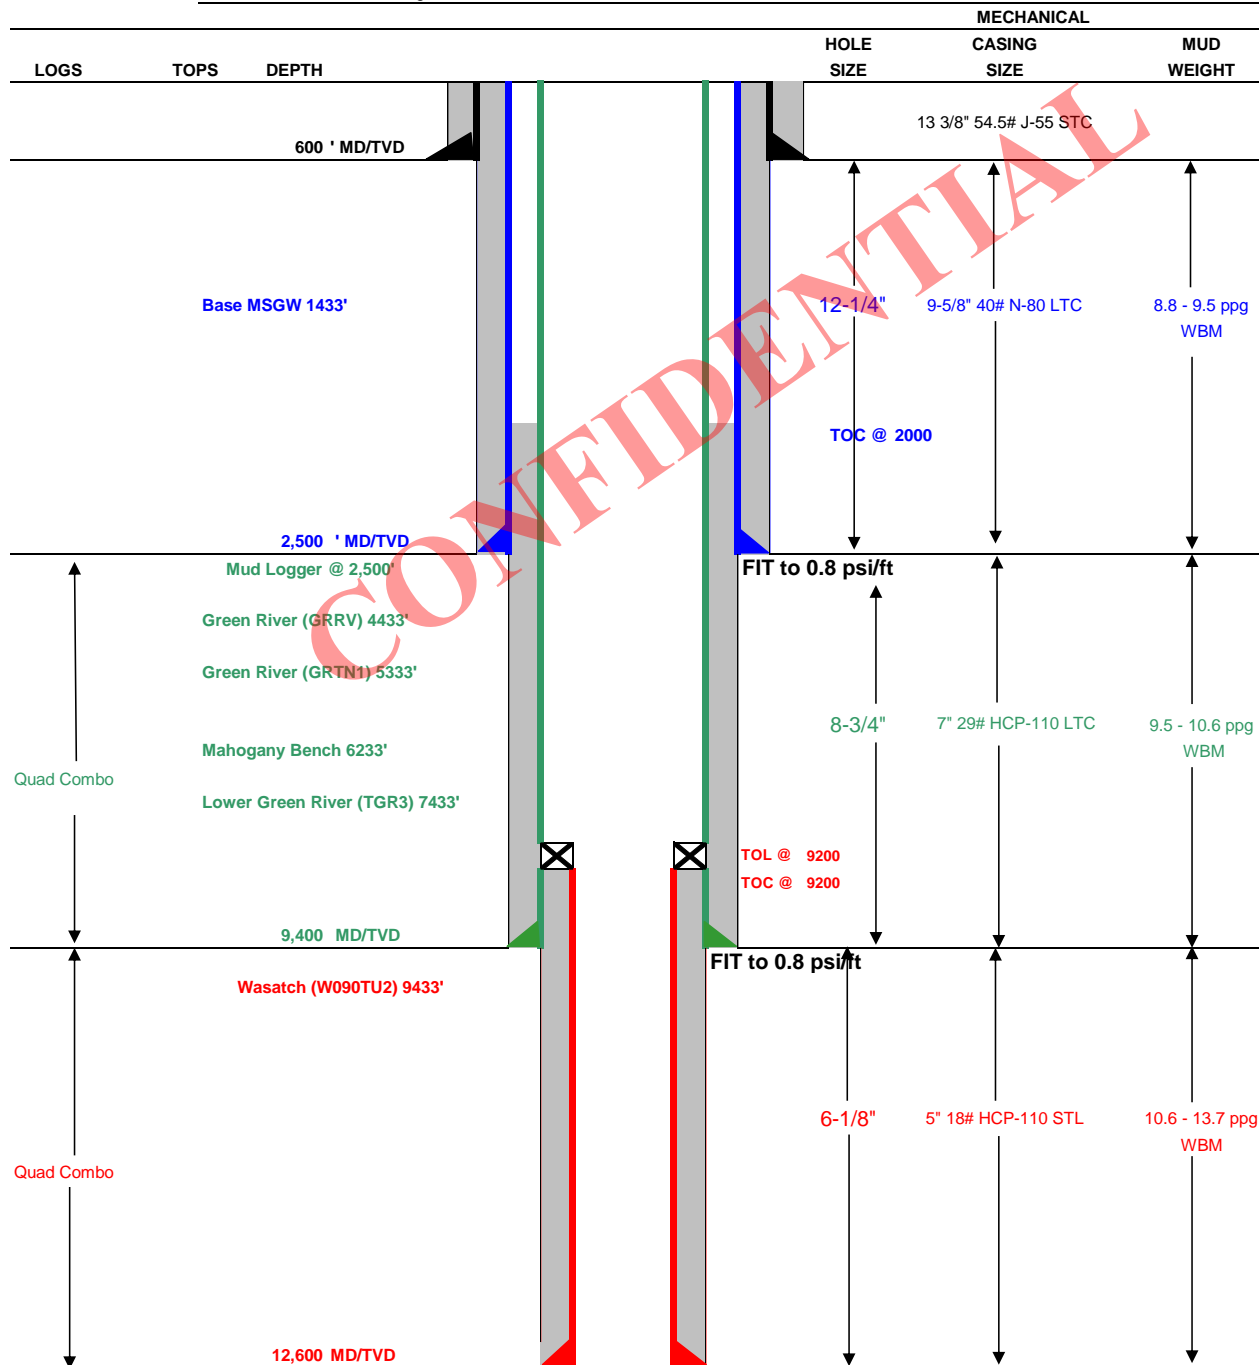 MECHANICAL
HOLE CASING MUD
LOGS TOPS DEPTH SIZE SIZE WEIGHT
13 3/8" 54.5# J-55 STC
600 ' MD/TVD
Base MSGW 1433' 12-1/4" 9-5/8" 40# N-80 LTC 8.8 - 9.5 ppg
WBM
TOC @ 2000
2,500 ' MD/TVD
Mud Logger @ 2,500' FIT to 0.8 psi/ft
Green River (GRRV) 4433'
Green River (GRTN1) 5333'
8-3/4" 7" 29# HCP-110 LTC 9.5 - 10.6 ppg
Mahogany Bench 6233' WBM
Quad Combo
Lower Green River (TGR3) 7433'
TOL @ 9200
TOC @ 9200
9,400 MD/TVD
FIT to 0.8 psi/ft
Wasatch (W090TU2) 9433'
6-1/8" 5" 18# HCP-110 STL 10.6 - 13.7 ppg
WBM
Quad Combo
12,600 MD/TVD
CONFIDENTIAL